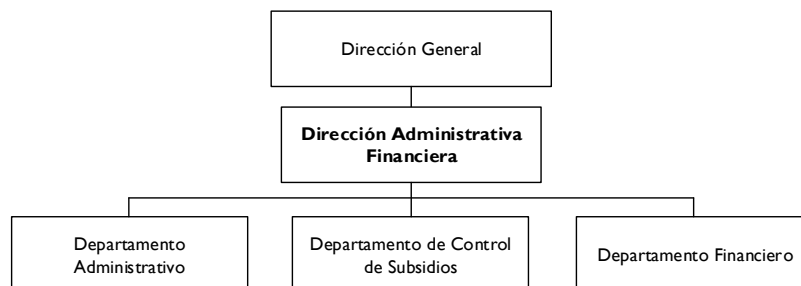 Dirección General
Dirección Administrativa
Financiera
Departamento
Administrativo
Departamento de Control
de Subsidios
Departamento Financiero